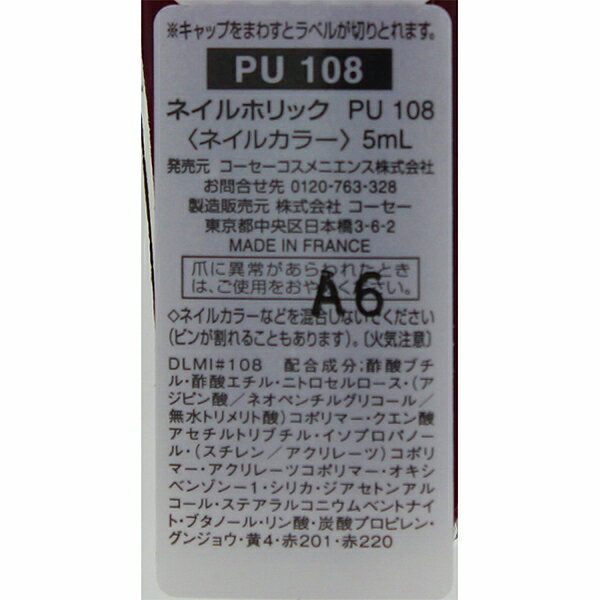 ※キャップをまわすとラベルが切りとれます。
PU 108
ネイルホリック PU 108
〈ネイルカラー〉5mL
発売元 コーセーコスメニエンス株式会社
お問合せ先 0120-763-328
製造販売元 株式会社 コーセー
東京都中央区日本橋3-6-2
MADE IN FRANCE
爪に異常があらわれたとき
は、ご使用をおやめください。
A6
◇ネイルカラーなどを混合しないでください
(ビンが割れることもあります)。〔火気注意〕
DLMI#108 配合成分;酢酸ブチ
ル・酢酸エチル・ニトロセルロース・(ア
ジピン酸/ネオペンチルグリコール/
無水トリメリト酸)コポリマー・クエン酸
アセチルトリブチル・イソプロパノー
ル・(スチレン/アクリレーツ)コポリ
マー・アクリレーツコポリマー・オキシ
ベンゾン-1・シリカ・ジアセトンアル
コール・ステアラルコニウムベントナイ
ト・ブタノール・リン酸・炭酸プロピレン・
グンジョウ・黄4・赤201・赤220